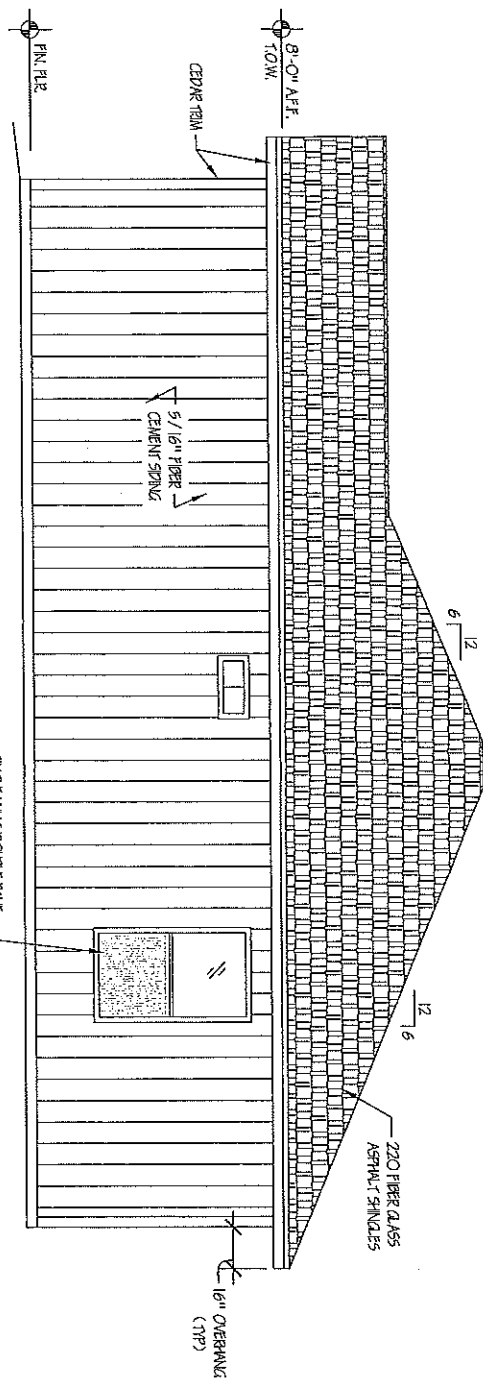 8'-0" A.F.F.
T.O.W.
FIN. FLR.
CEDAR TRIM
5/16" FIBER
CEMENT SIDING
12
6
12
6
220 FIBER GLASS
ASPHALT SHINGLES
16" OVERHANG
(TYP)